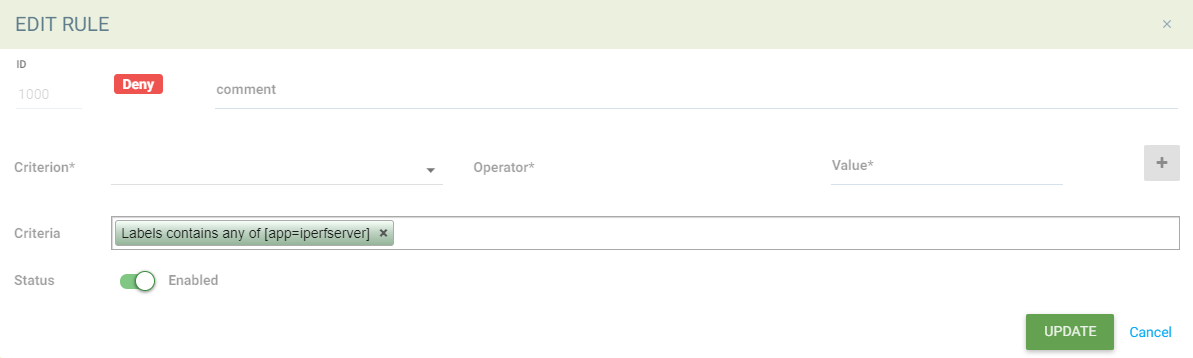 EDIT RULE ×
ID
1000 Deny comment
Criterion* Operator* Value* +
Criteria Labels contains any of [app=iperfserver] ×
Status Enabled
UPDATE Cancel